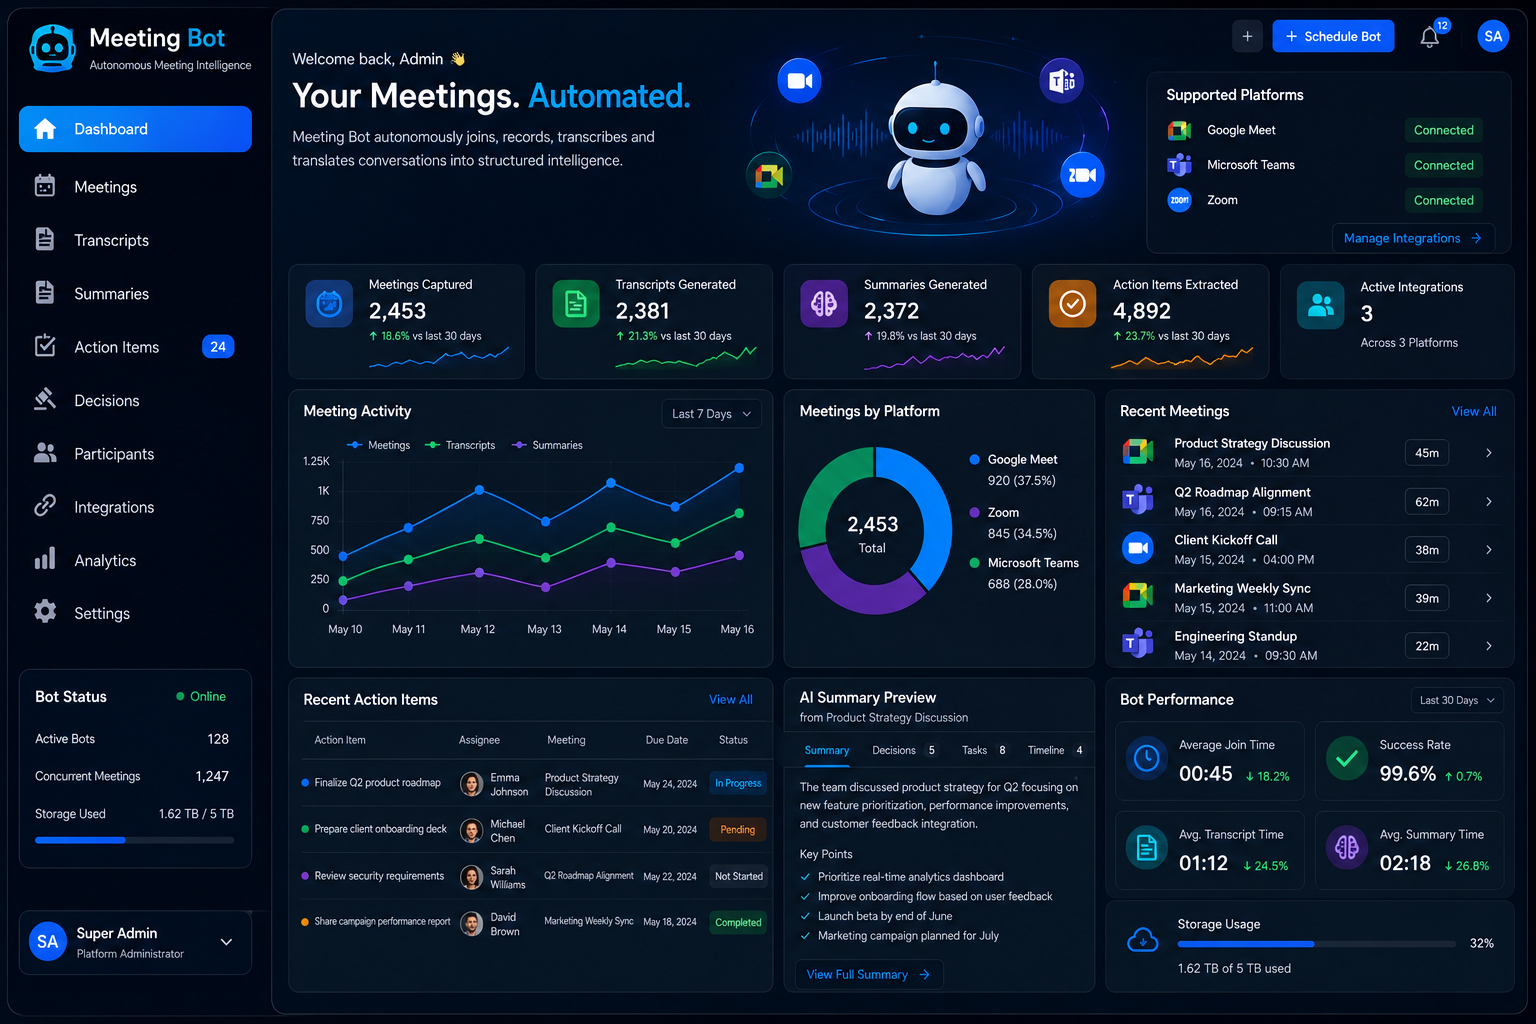 Meeting Bot
Autonomous Meeting Intelligence
Dashboard
Meetings
Transcripts
Summaries
Action Items 24
Decisions
Participants
Integrations
Analytics
Settings
Bot Status Online
Active Bots 128
Concurrent Meetings 1,247
Storage Used 1.62 TB / 5 TB
SA
Super Admin
Platform Administrator
Welcome back, Admin 👋
Your Meetings. Automated.
Meeting Bot autonomously joins, records, transcribes and
translates conversations into structured intelligence.
T
+
+ Schedule Bot
12
SA
Supported Platforms
Google Meet Connected
T Microsoft Teams Connected
zoom Zoom Connected
Manage Integrations →
Meetings Captured
2,453
↑ 18.6% vs last 30 days
Transcripts Generated
2,381
↑ 21.3% vs last 30 days
Summaries Generated
2,372
↑ 19.8% vs last 30 days
Action Items Extracted
4,892
↑ 23.7% vs last 30 days
Active Integrations
3
Across 3 Platforms
Meeting Activity
Last 7 Days
Meetings Transcripts Summaries
1.25K
1K
750
500
250
0
May 10 May 11 May 12 May 13 May 14 May 15 May 16
Meetings by Platform
2,453
Total
Google Meet
920 (37.5%)
Zoom
845 (34.5%)
Microsoft Teams
688 (28.0%)
Recent Meetings View All
Product Strategy Discussion
May 16, 2024 • 10:30 AM
45m
T
Q2 Roadmap Alignment
May 16, 2024 • 09:15 AM
62m
Client Kickoff Call
May 15, 2024 • 04:00 PM
38m
Marketing Weekly Sync
May 15, 2024 • 11:00 AM
39m
T
Engineering Standup
May 14, 2024 • 09:30 AM
22m
Recent Action Items View All
Action Item Assignee Meeting Due Date Status
Finalize Q2 product roadmap
Emma
Johnson
Product Strategy
Discussion
May 24, 2024
In Progress
Prepare client onboarding deck
Michael
Chen
Client Kickoff Call
May 20, 2024
Pending
Review security requirements
Sarah
Williams
Q2 Roadmap Alignment
May 22, 2024
Not Started
Share campaign performance report
David
Brown
Marketing Weekly Sync
May 18, 2024
Completed
AI Summary Preview
from Product Strategy Discussion
Summary Decisions 5 Tasks 8 Timeline 4
The team discussed product strategy for Q2 focusing on
new feature prioritization, performance improvements,
and customer feedback integration.
Key Points
✓ Prioritize real-time analytics dashboard
✓ Improve onboarding flow based on user feedback
✓ Launch beta by end of June
✓ Marketing campaign planned for July
View Full Summary →
Bot Performance
Last 30 Days
Average Join Time
00:45 ↓ 18.2%
Success Rate
99.6% ↑ 0.7%
Avg. Transcript Time
01:12 ↓ 24.5%
Avg. Summary Time
02:18 ↓ 26.8%
Storage Usage
32%
1.62 TB of 5 TB used